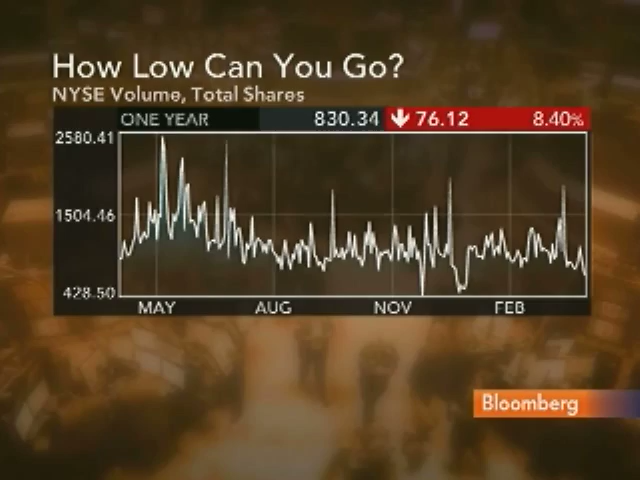 How Low Can You Go?
NYSE Volume, Total Shares
ONE YEAR 830.34 76.12 8.40%
2580.41
1504.46
428.50
MAY AUG NOV FEB
Bloomberg